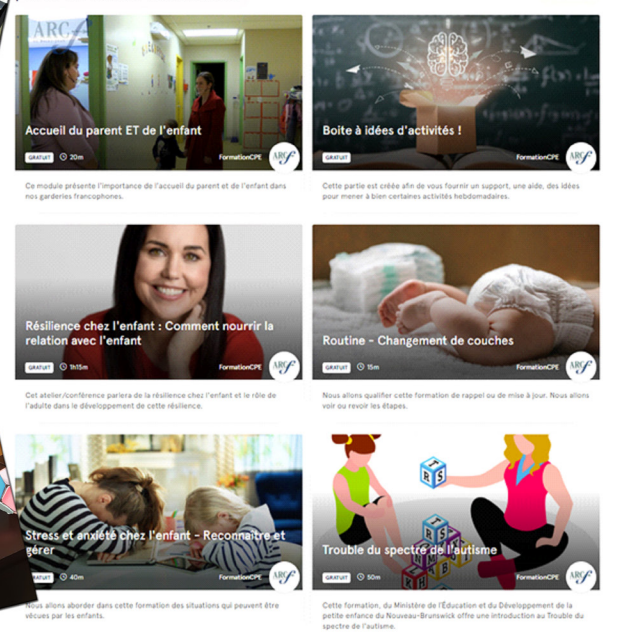 ARCf
Accueil du parent ET de l'enfant
GRATUIT 20m FormationCPE ARCf
Ce module présente l'importance de l'accueil du parent et de l'enfant dans
nos garderies francophones.
Boite à idées d'activités !
GRATUIT FormationCPE ARCf
Cette partie est créée afin de vous fournir un support, une aide, des idées
pour mener à bien certaines activités hebdomadaires.
Résilience chez l'enfant : Comment nourrir la
relation avec l'enfant
GRATUIT 1h15m FormationCPE ARCf
Cet atelier/conférence parlera de la résilience chez l'enfant et le rôle de
l'adulte dans le développement de cette résilience.
Routine - Changement de couches
GRATUIT 15m FormationCPE ARCf
Nous allons qualifier cette formation de rappel ou de mise à jour. Nous allons
voir ou revoir les étapes.
Stress et anxiété chez l'enfant - Reconnaître et
gérer
GRATUIT 40m FormationCPE ARCf
Nous allons aborder dans cette formation des situations qui peuvent être
vécues par les enfants.
Trouble du spectre de l'autisme
GRATUIT 50m FormationCPE ARCf
Cette formation, du Ministère de l'Éducation et du Développement de la
petite enfance du Nouveau-Brunswick offre une introduction au Trouble du
spectre de l'autisme.